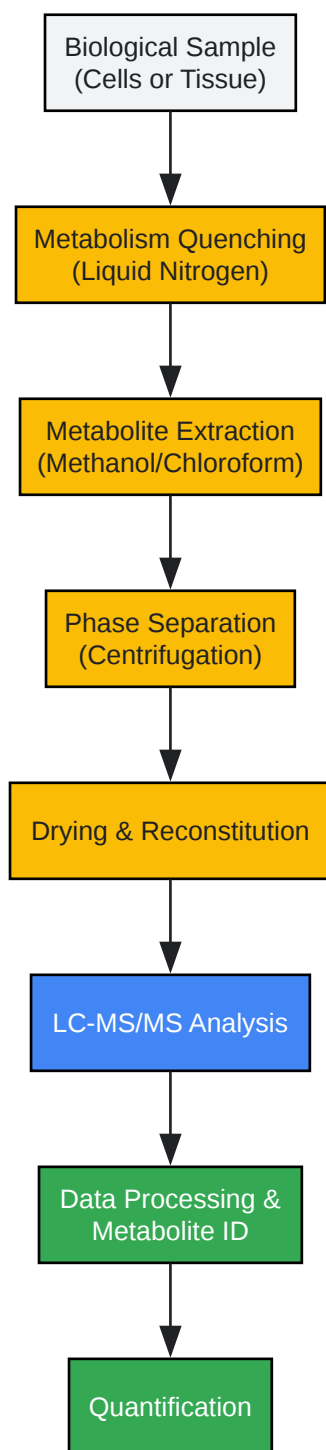 Biological Sample
(Cells or Tissue)
Metabolism Quenching
(Liquid Nitrogen)
Metabolite Extraction
(Methanol/Chloroform)
Phase Separation
(Centrifugation)
Drying & Reconstitution
LC-MS/MS Analysis
Data Processing &
Metabolite ID
Quantification